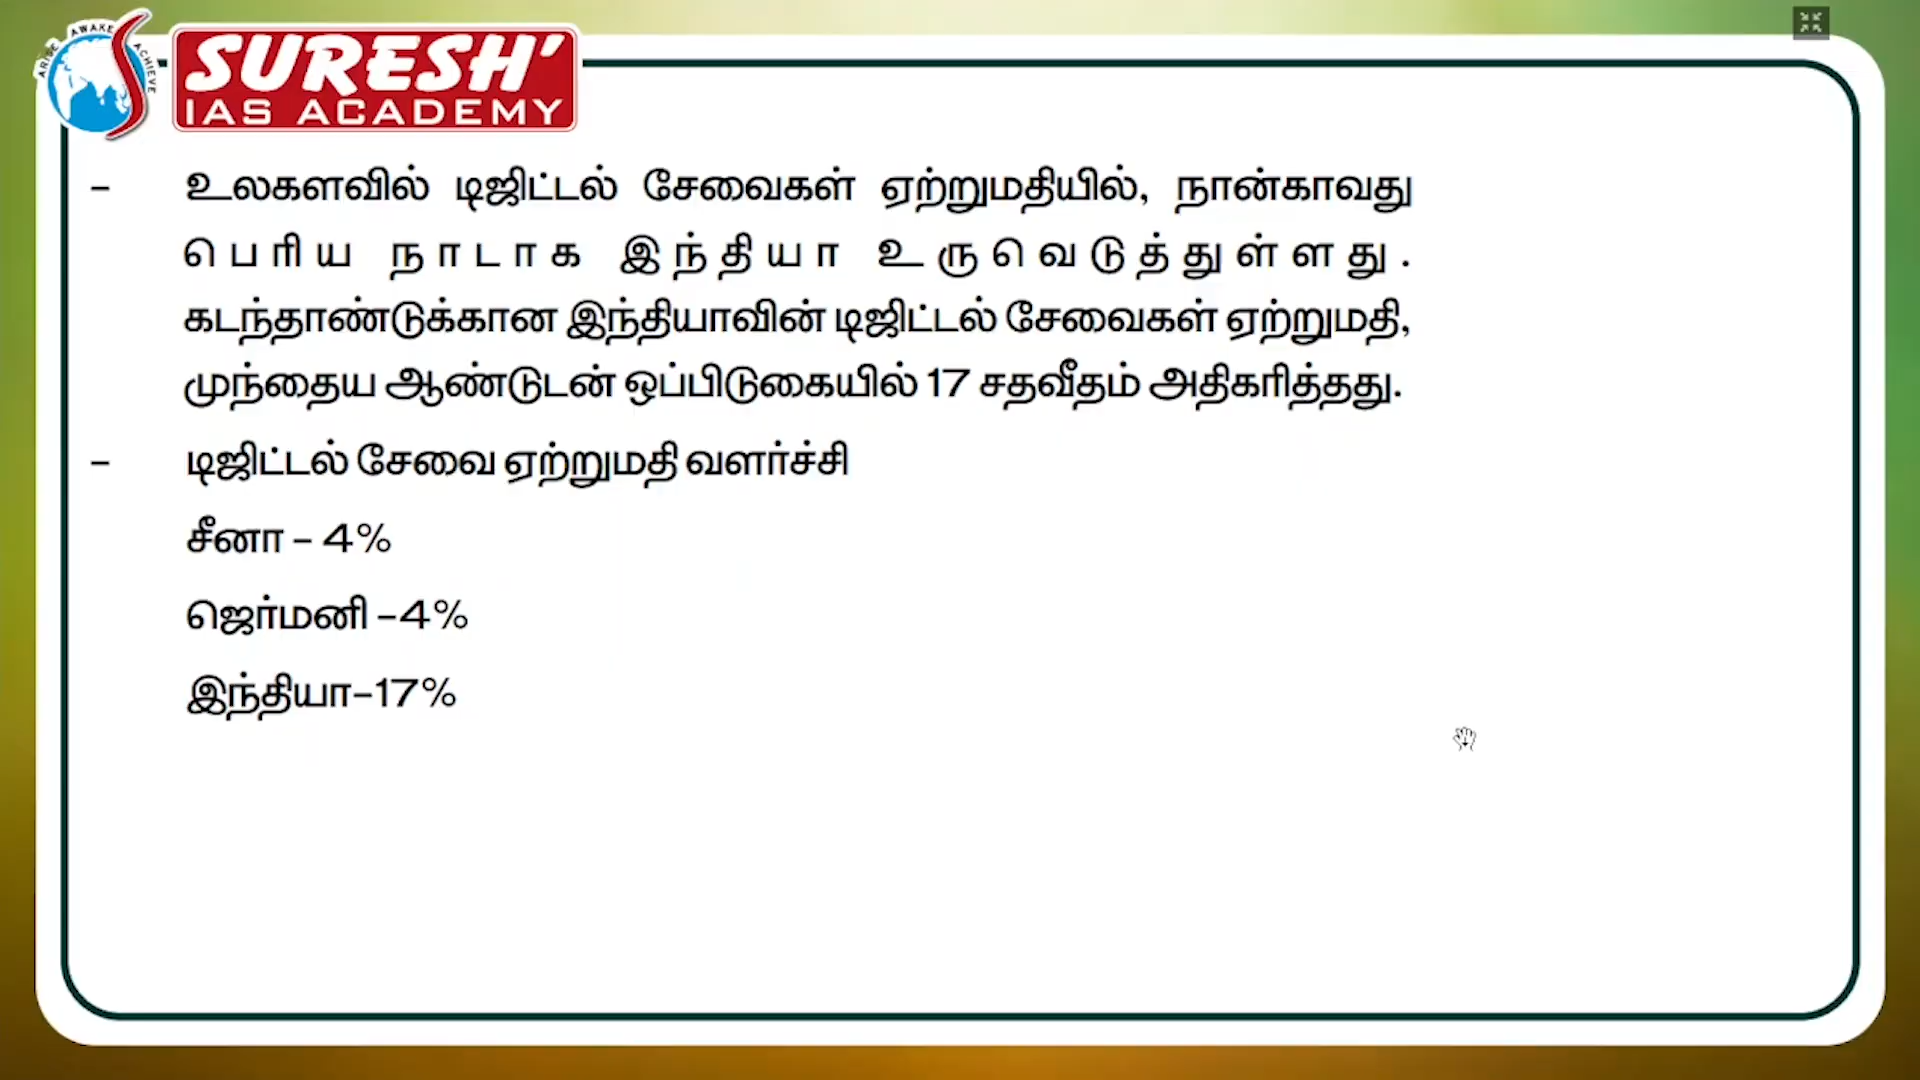 ARISE AWAKE ACHIEVE
SURESH'
IAS ACADEMY
- உலகளவில் டிஜிட்டல் சேவைகள் ஏற்றுமதியில், நான்காவது
பெரிய நாடாக இந்தியா உருவெடுத்துள்ளது.
கடந்தாண்டுக்கான இந்தியாவின் டிஜிட்டல் சேவைகள் ஏற்றுமதி,
முந்தைய ஆண்டுடன் ஒப்பிடுகையில் 17 சதவீதம் அதிகரித்தது.
- டிஜிட்டல் சேவை ஏற்றுமதி வளர்ச்சி
சீனா - 4%
ஜெர்மனி -4%
இந்தியா-17%